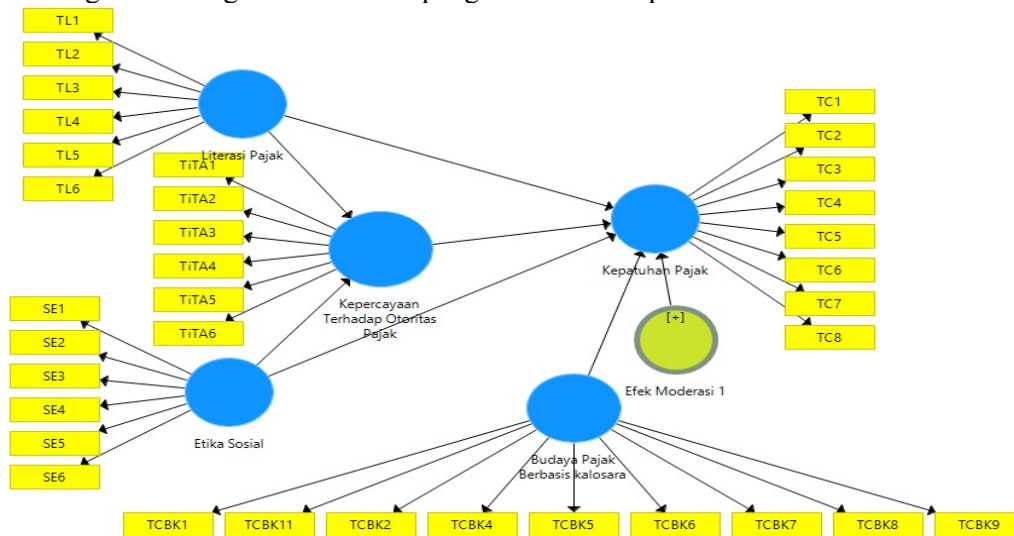 TL1
TL2
TL3
TL4
TL5
TL6
Literasi Pajak
TiTA1
TiTA2
TiTA3
TiTA4
TiTA5
TiTA6
Kepercayaan
Terhadap Otoritas
Pajak
SE1
SE2
SE3
SE4
SE5
SE6
Etika Sosial
TC1
TC2
TC3
TC4
TC5
TC6
TC7
TC8
Kepatuhan Pajak
[+]
Efek Moderasi 1
Budaya Pajak
Berbasis kalosara
TCBK1
TCBK11
TCBK2
TCBK4
TCBK5
TCBK6
TCBK7
TCBK8
TCBK9